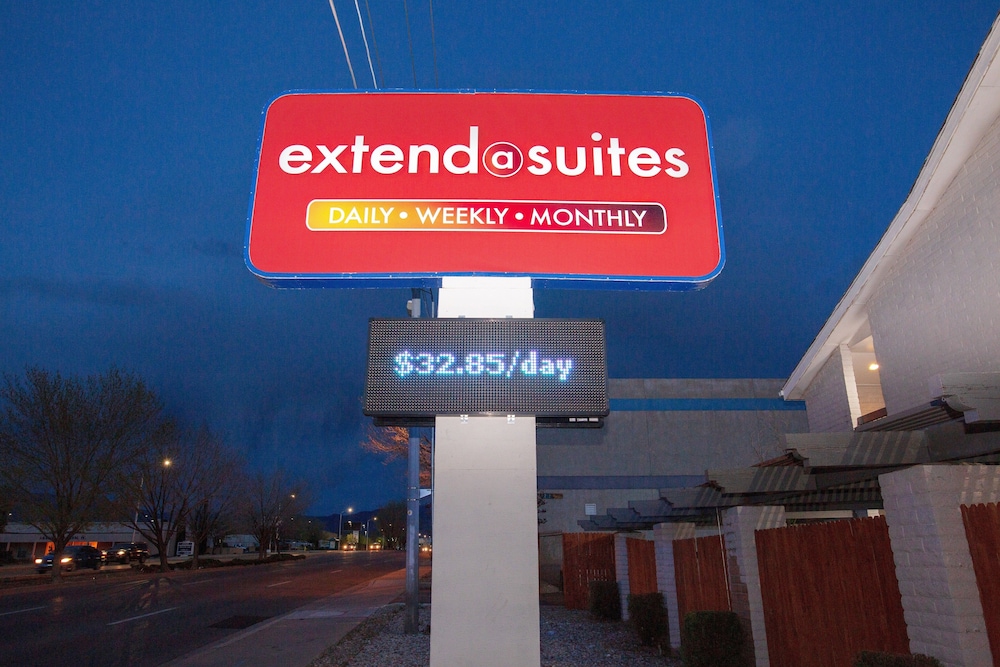 extend@suites
DAILY • WEEKLY • MONTHLY
$32.85/day